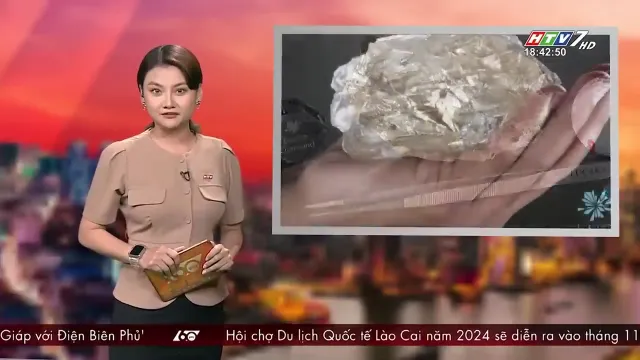 HTV7 HD
18:42:50
Giáp với Điện Biên Phủ' 60 Hội chợ Du lịch Quốc tế Lào Cai năm 2024 sẽ diễn ra vào tháng 11